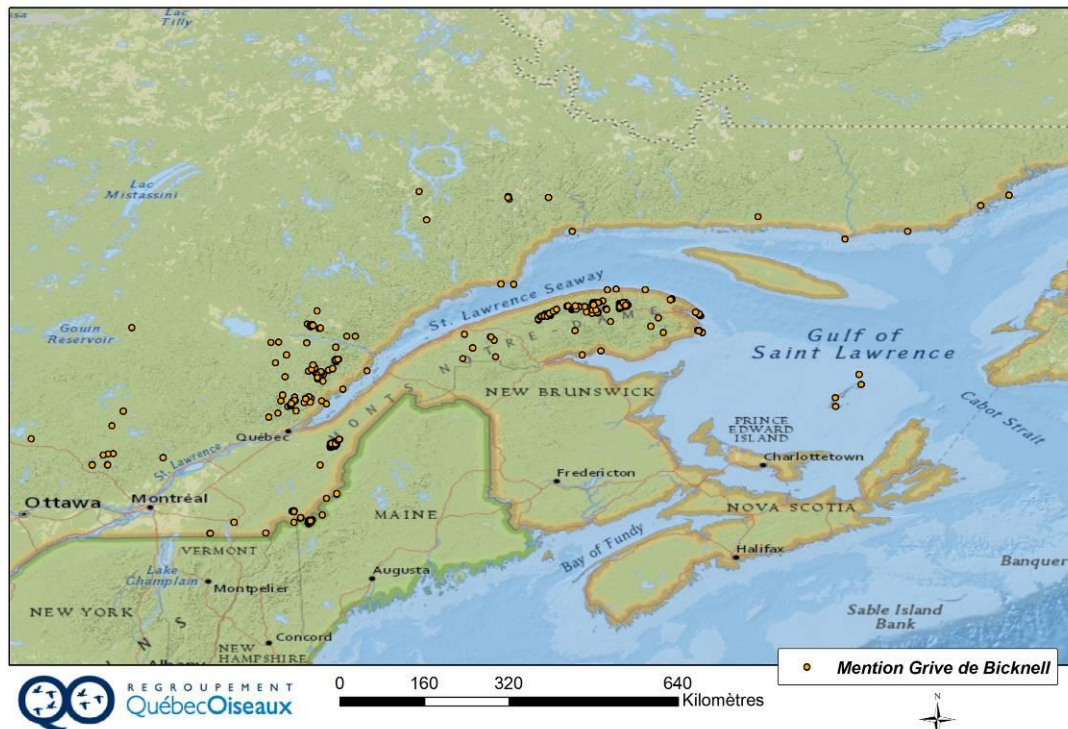 Lac
Tilly
Lac
Mistassini
Gouin
Reservoir
St. Lawrence Seaway
MONTS NOTRE DAME
Gulf of
Saint Lawrence
NEW BRUNSWICK
Cabot Strait
PRINCE
EDWARD
ISLAND
Québec
St. Lawrence
Charlottetown
Fredericton
Ottawa
Montréal
MAINE
NOVA SCOTIA
VERMONT
Bay of Fundy
Halifax
Lake
Champlain
Augusta
Montpelier
Banquer
NEW YORK
Sable Island
Bank
Concord
NEW
HAMPSHIRE
Albany
Mention Grive de Bicknell
REGROUPEMENT
QuébecOiseaux
0 160 320 640
Kilomètres
N